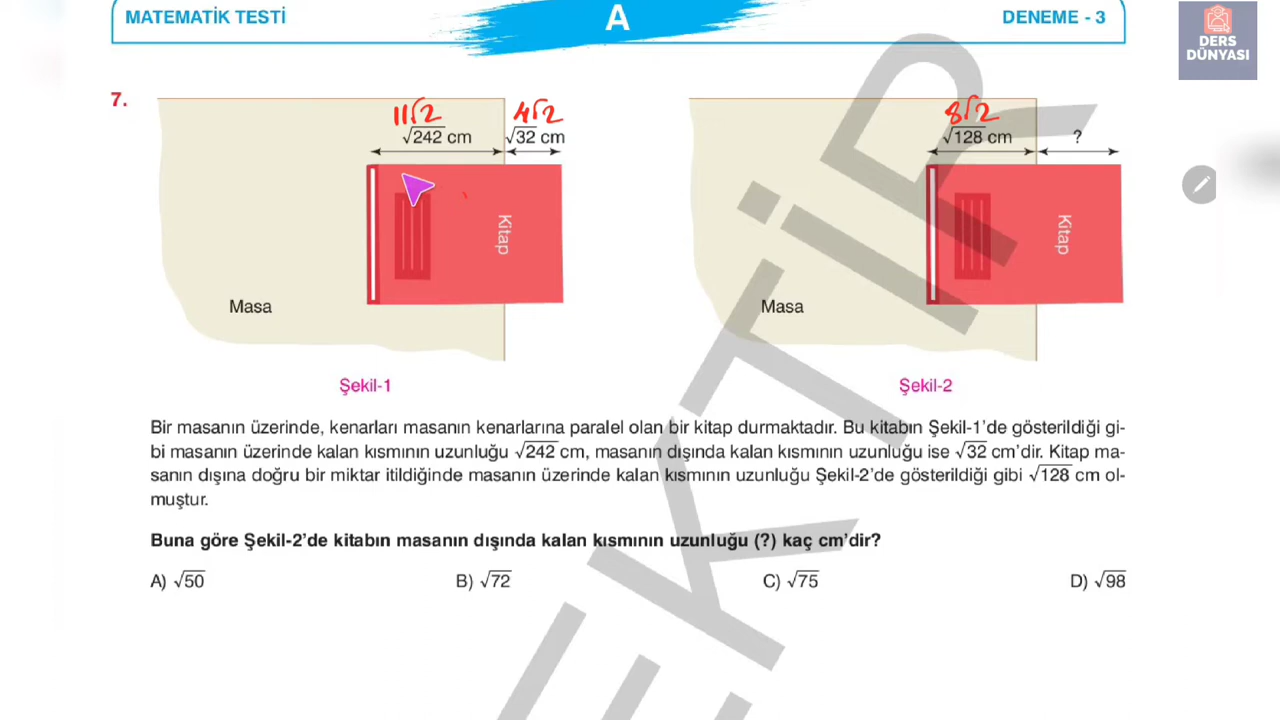 MATEMATİK TESTİ
A
DENEME - 3
DERS
DÜNYASI
7.
11√2
4√2
√242 cm
√32 cm
8√2
√128 cm
?
Kitap
Masa
Kitap
Masa
Şekil-1
Şekil-2
Bir masanın üzerinde, kenarları masanın kenarlarına paralel olan bir kitap durmaktadır. Bu kitabın Şekil-1'de gösterildiği gi-
bi masanın üzerinde kalan kısmının uzunluğu √242 cm, masanın dışında kalan kısmının uzunluğu ise √32 cm'dir. Kitap ma-
sanın dışına doğru bir miktar itildiğinde masanın üzerinde kalan kısmının uzunluğu Şekil-2'de gösterildiği gibi √128 cm ol-
muştur.
Buna göre Şekil-2'de kitabın masanın dışında kalan kısmının uzunluğu (?) kaç cm'dir?
A) √50
B) √72
C) √75
D) √98